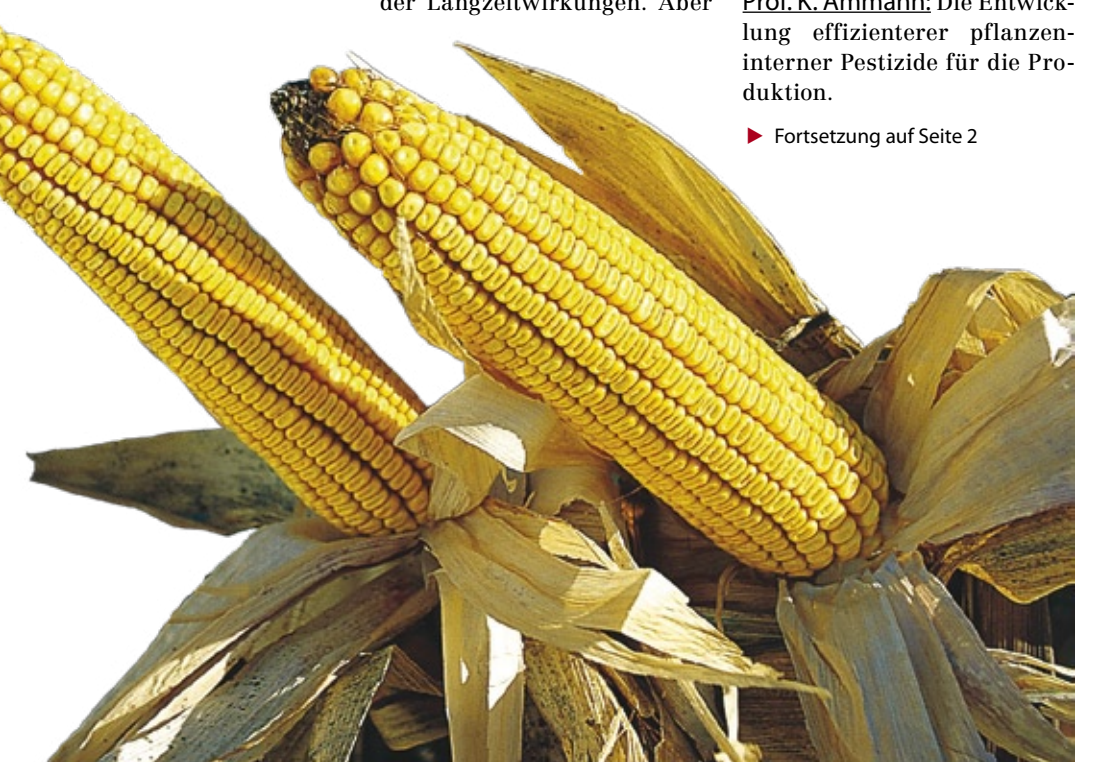 der Langzeitwirkungen. Aber
Prof. K. Ammann: Die Entwick-
lung effizienterer pflanzen-
interner Pestizide für die Pro-
duktion.
▶ Fortsetzung auf Seite 2